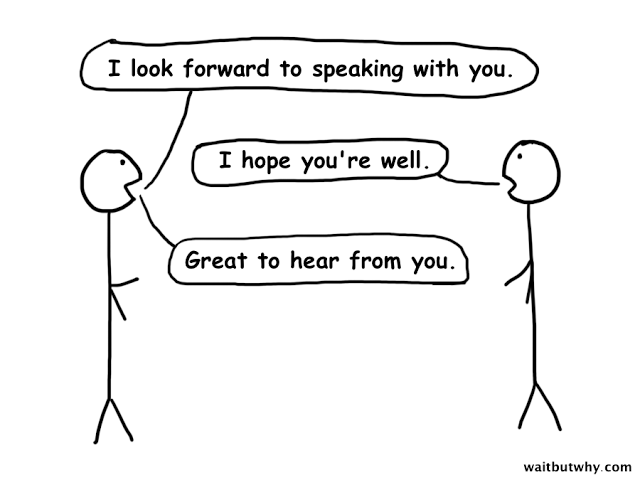 I look forward to speaking with you.
I hope you're well.
Great to hear from you.
waitbutwhy.com